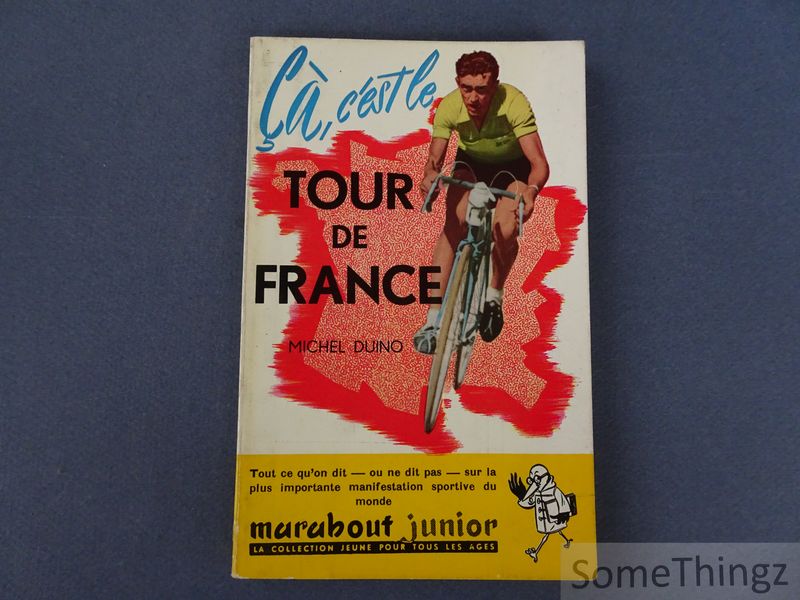 Çà, c'est le
TOUR
DE
FRANCE
MICHEL DUINO
Tout ce qu'on dit — ou ne dit pas — sur la
plus importante manifestation sportive du
monde
marabout junior
LA COLLECTION JEUNE POUR TOUS LES AGES
SomeThingz